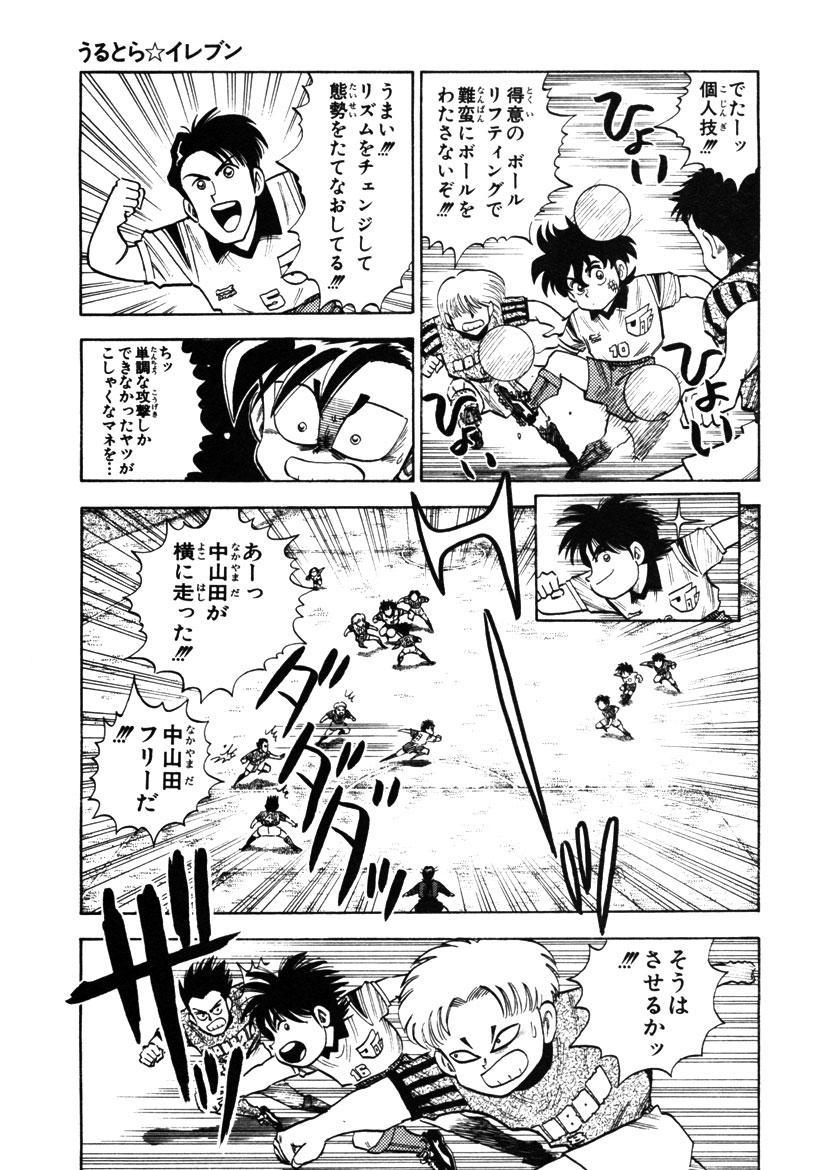 うるとら☆イレブン
でたーッ
個人技!!!
ひょい
得意の ボール
リフティングで
難蛮にボールを
わたさないぞ!!!
ひょい
ひょい
10
うまい!!!
リズムをチェンジして
態勢をたてなおしてる!!!
5
ちッ
単調な攻撃しか
できなかったヤツが
こしゃくなマネを…
あーっ
中山田が
横に走った!!!
ダダダダ
中山田
フリーだ
!!!
そうは
させるかッ
!!!
16
ザ